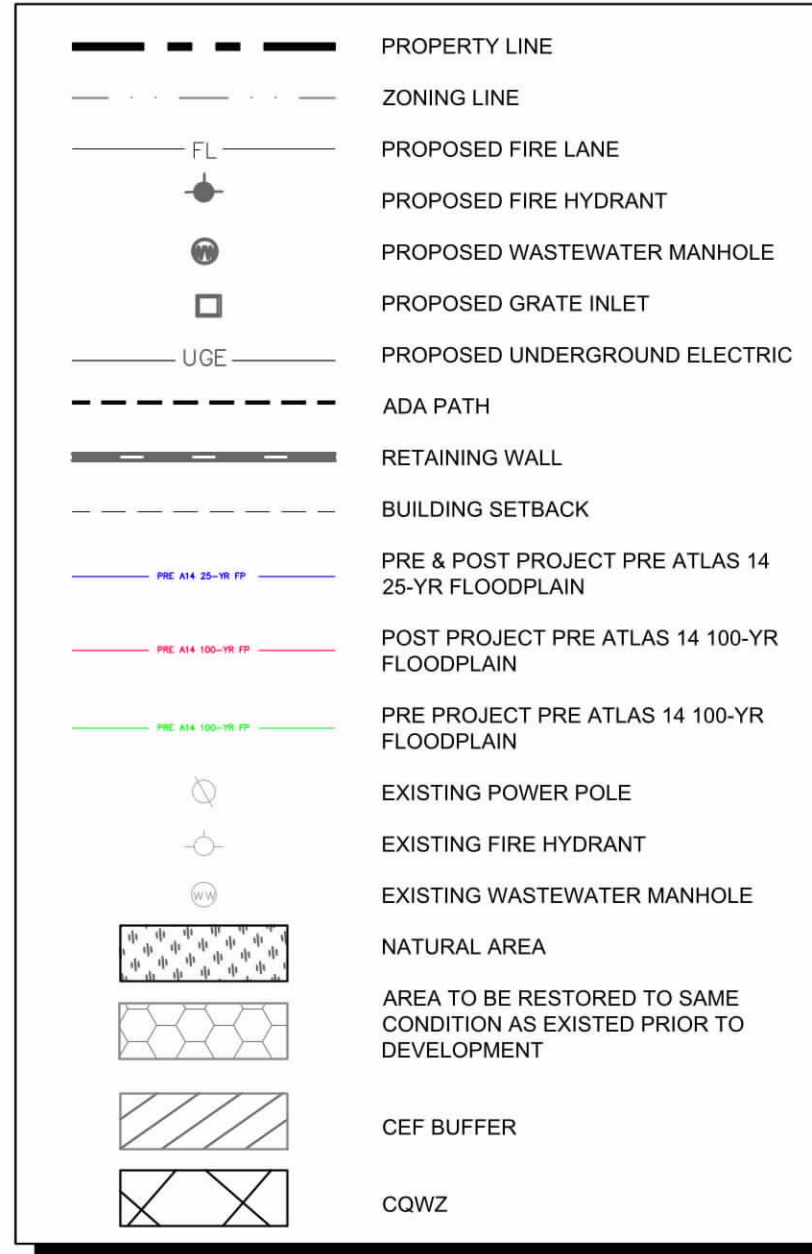 PROPERTY LINE
ZONING LINE
FL PROPOSED FIRE LANE
PROPOSED FIRE HYDRANT
W PROPOSED WASTEWATER MANHOLE
PROPOSED GRATE INLET
UGE PROPOSED UNDERGROUND ELECTRIC
ADA PATH
RETAINING WALL
BUILDING SETBACK
PRE A14 25-YR FP PRE & POST PROJECT PRE ATLAS 14
25-YR FLOODPLAIN
PRE A14 100-YR FP POST PROJECT PRE ATLAS 14 100-YR
FLOODPLAIN
PRE A14 100-YR FP PRE PROJECT PRE ATLAS 14 100-YR
FLOODPLAIN
EXISTING POWER POLE
EXISTING FIRE HYDRANT
WW EXISTING WASTEWATER MANHOLE
NATURAL AREA
AREA TO BE RESTORED TO SAME
CONDITION AS EXISTED PRIOR TO
DEVELOPMENT
CEF BUFFER
CQWZ